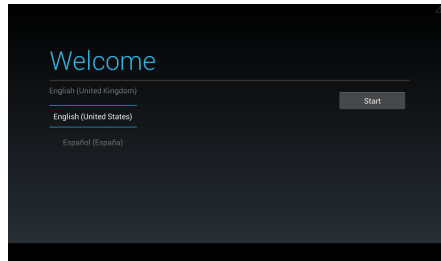 Welcome
English (United Kingdom)
English (United States)
Español (España)
Start